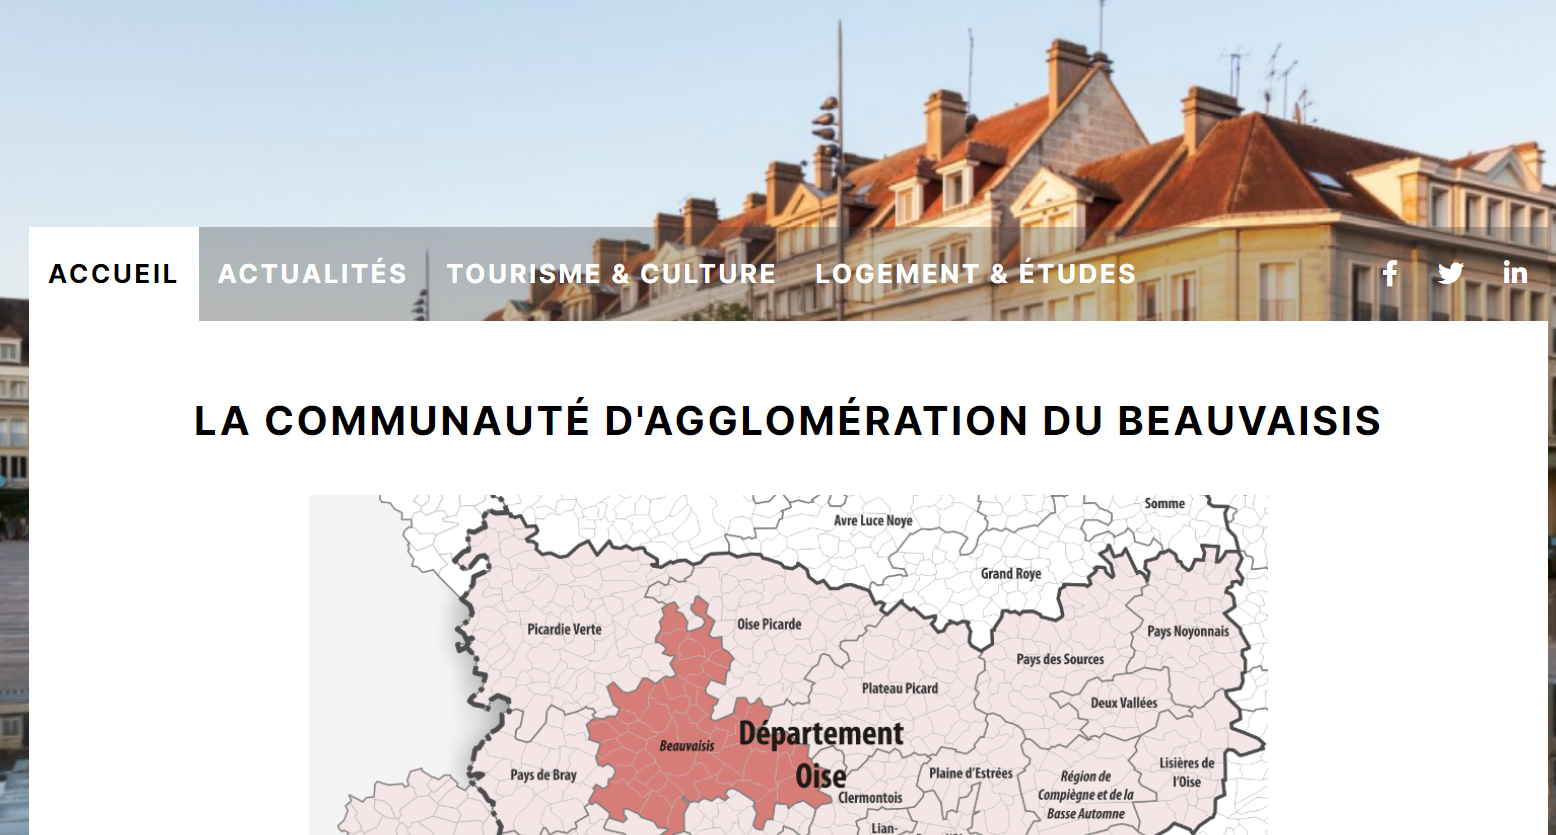 ACCUEIL
ACTUALITÉS
TOURISME & CULTURE
LOGEMENT & ÉTUDES
LA COMMUNAUTÉ D'AGGLOMÉRATION DU BEAUVAISIS
Somme
Avre Luce Noye
Grand Roye
Picardie Verte
Oise Picarde
Pays Noyonnais
Pays des Sources
Plateau Picard
Deux Vallées
Département
Oise
Beauvaisis
Pays de Bray
Plaine d'Estrées
Lisières de
l'Oise
Région de
Compiègne et de la
Basse Automne
Clermontois
Lian-